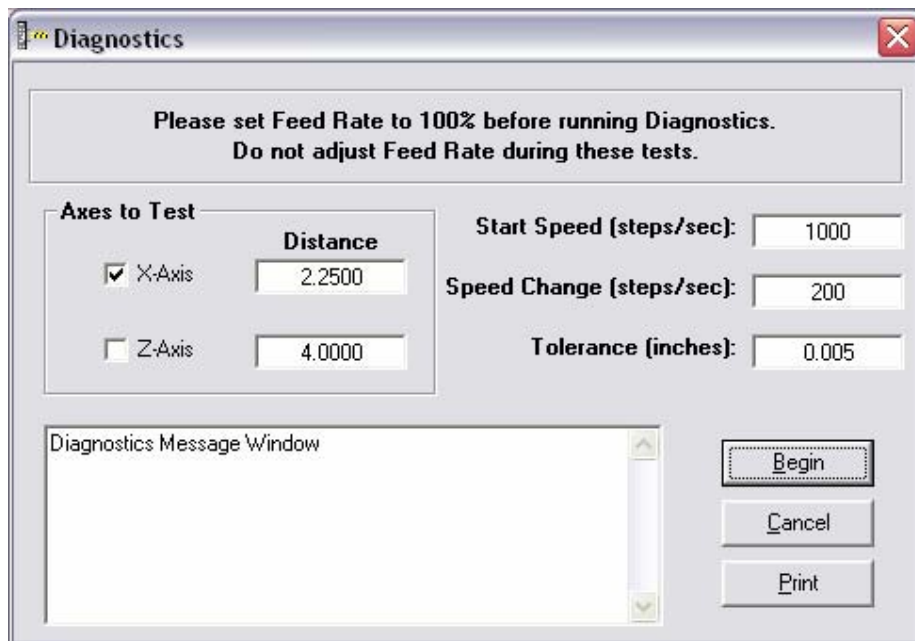 Diagnostics
Please set Feed Rate to 100% before running Diagnostics.
Do not adjust Feed Rate during these tests.
Axes to Test
Distance
X-Axis
2.2500
Z-Axis
4.0000
Start Speed (steps/sec):
1000
Speed Change (steps/sec):
200
Tolerance (inches):
0.005
Diagnostics Message Window
Begin
Cancel
Print